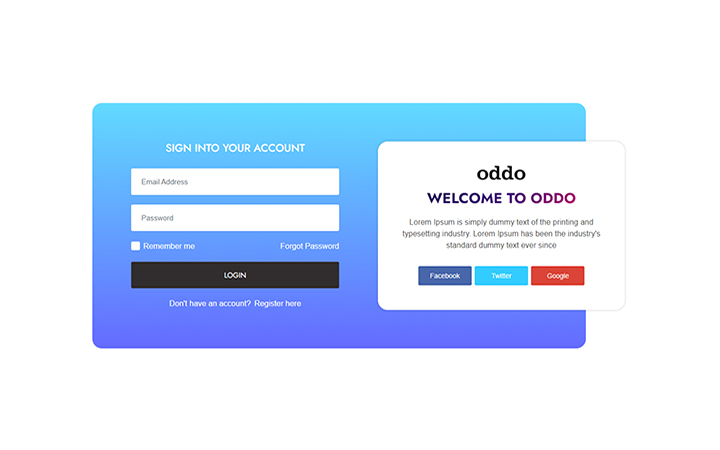 SIGN INTO YOUR ACCOUNT
Email Address
Password
Remember me
Forgot Password
LOGIN
Don't have an account? Register here
oddo
WELCOME TO ODDO
Lorem Ipsum is simply dummy text of the printing and
typesetting industry. Lorem Ipsum has been the industry's
standard dummy text ever since
Facebook
Twitter
Google